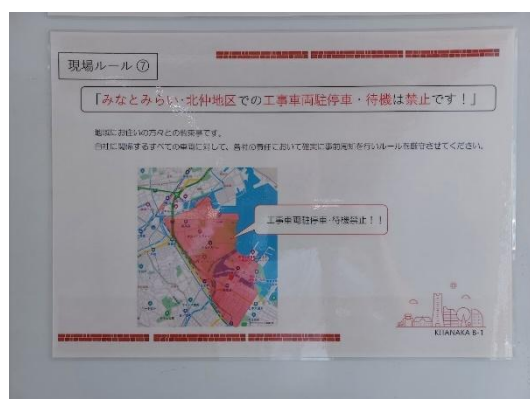 現場ルール⑦
「みなとみらい･北仲地区での工事車両駐停車・待機は禁止です！」
地域にお住いの方々との約束事です。
自社に関係するすべての車両に対して、各社の責任において確実に事前周知を行いルールを厳守させてください。
工事車両駐停車･待機禁止！！
KITANAKA B-1